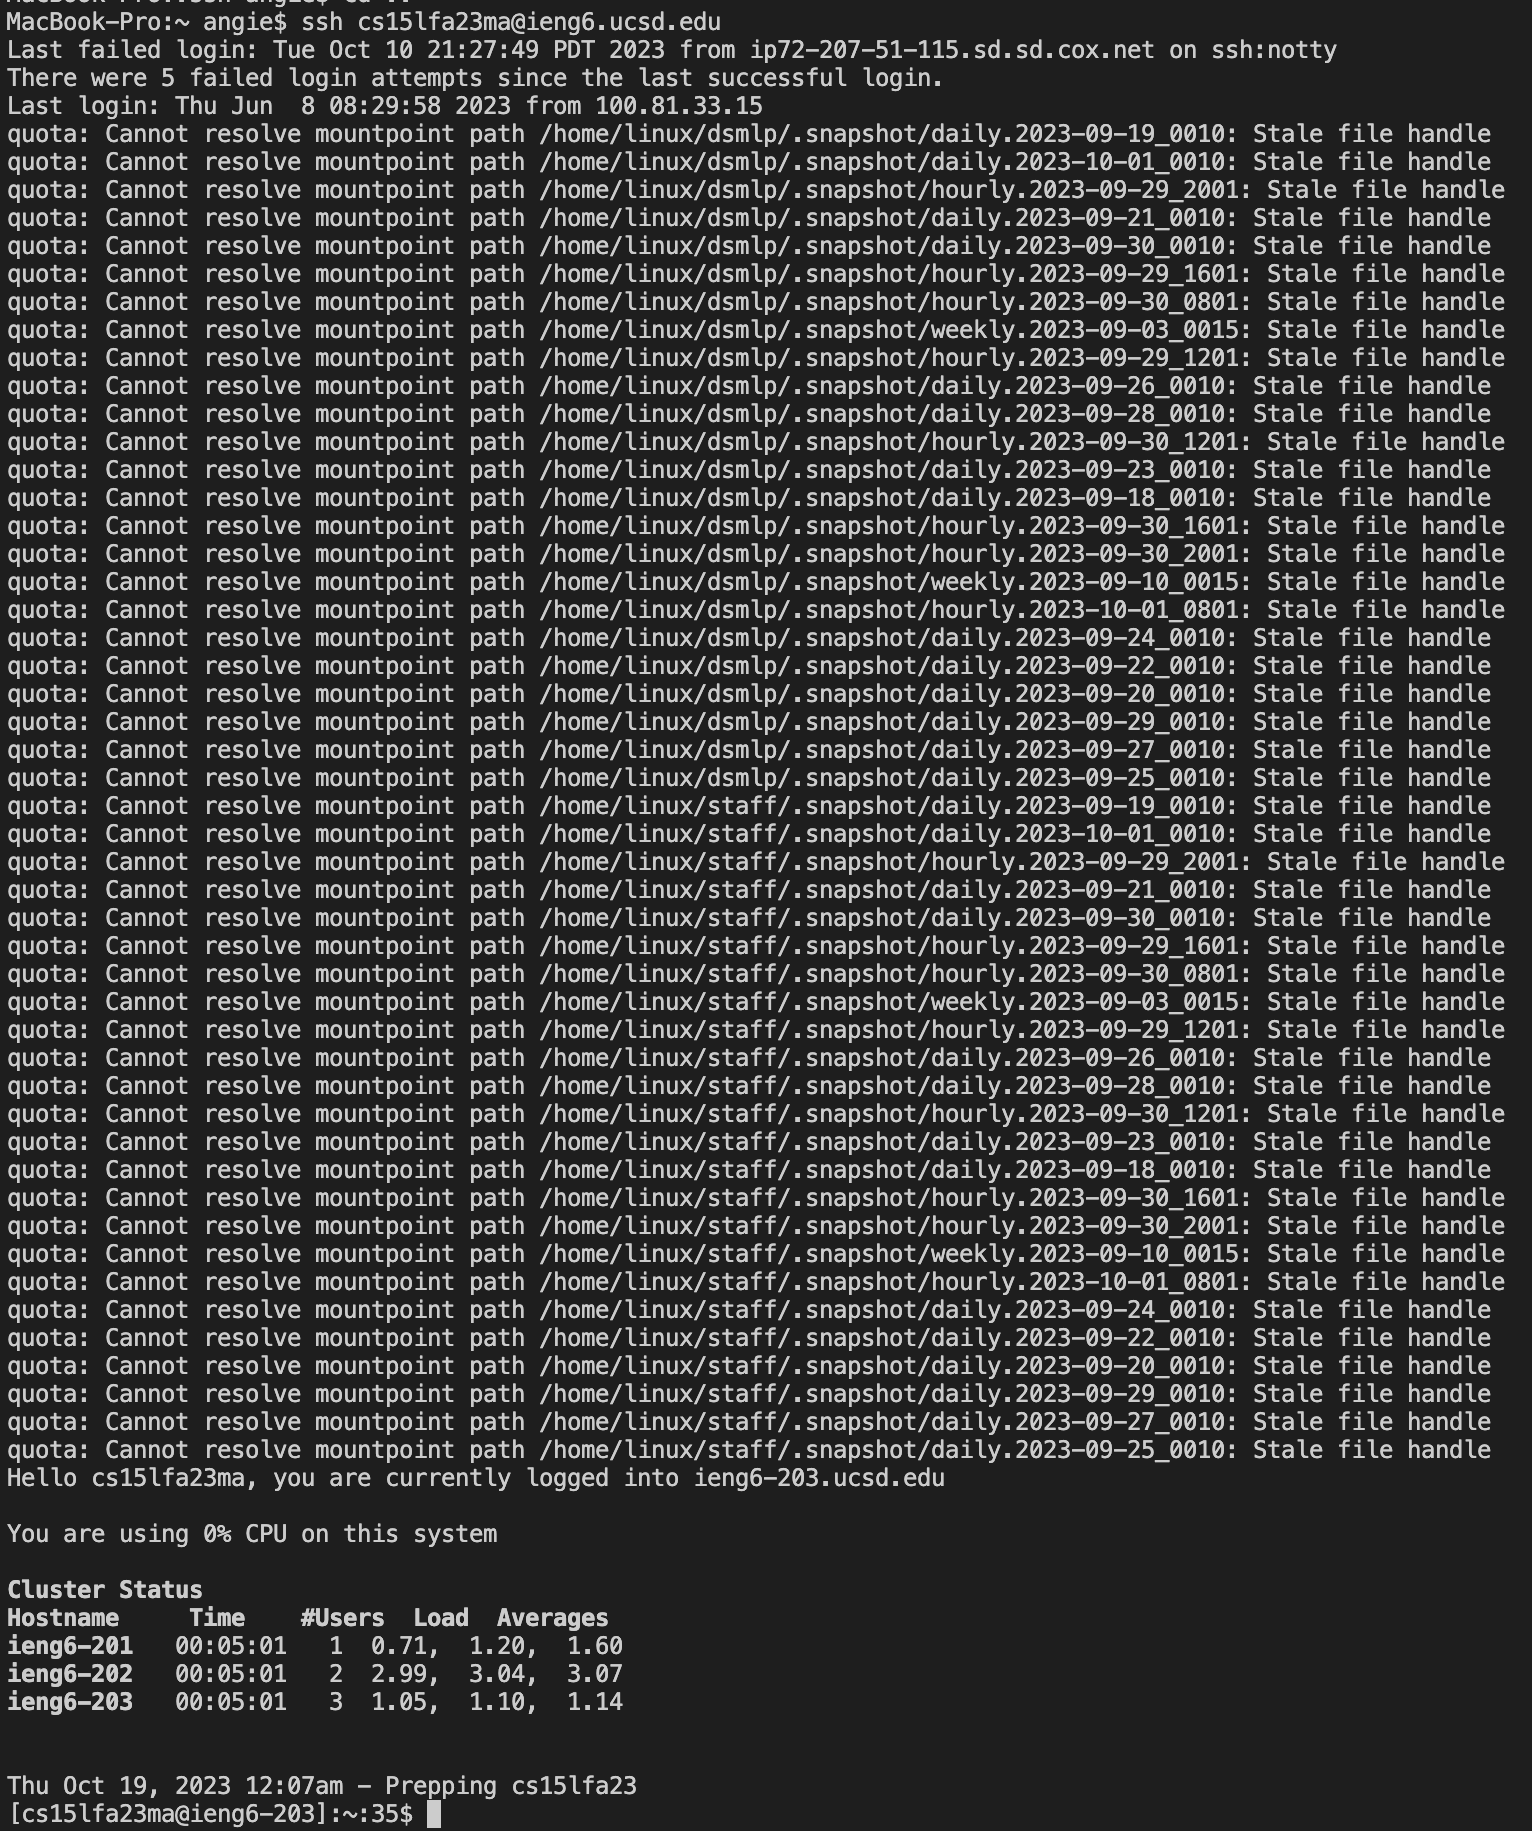 MacBook-Pro:~ angie$ ssh cs15lfa23ma@ieng6.ucsd.edu
Last failed login: Tue Oct 10 21:27:49 PDT 2023 from ip72-207-51-115.sd.sd.cox.net on ssh:notty
There were 5 failed login attempts since the last successful login.
Last login: Thu Jun  8 08:29:58 2023 from 100.81.33.15
quota: Cannot resolve mountpoint path /home/linux/dsmlp/.snapshot/daily.2023-09-19_0010: Stale file handle
quota: Cannot resolve mountpoint path /home/linux/dsmlp/.snapshot/daily.2023-10-01_0010: Stale file handle
quota: Cannot resolve mountpoint path /home/linux/dsmlp/.snapshot/hourly.2023-09-29_2001: Stale file handle
quota: Cannot resolve mountpoint path /home/linux/dsmlp/.snapshot/daily.2023-09-21_0010: Stale file handle
quota: Cannot resolve mountpoint path /home/linux/dsmlp/.snapshot/daily.2023-09-30_0010: Stale file handle
quota: Cannot resolve mountpoint path /home/linux/dsmlp/.snapshot/hourly.2023-09-29_1601: Stale file handle
quota: Cannot resolve mountpoint path /home/linux/dsmlp/.snapshot/hourly.2023-09-30_0801: Stale file handle
quota: Cannot resolve mountpoint path /home/linux/dsmlp/.snapshot/weekly.2023-09-03_0015: Stale file handle
quota: Cannot resolve mountpoint path /home/linux/dsmlp/.snapshot/hourly.2023-09-29_1201: Stale file handle
quota: Cannot resolve mountpoint path /home/linux/dsmlp/.snapshot/daily.2023-09-26_0010: Stale file handle
quota: Cannot resolve mountpoint path /home/linux/dsmlp/.snapshot/daily.2023-09-28_0010: Stale file handle
quota: Cannot resolve mountpoint path /home/linux/dsmlp/.snapshot/hourly.2023-09-30_1201: Stale file handle
quota: Cannot resolve mountpoint path /home/linux/dsmlp/.snapshot/daily.2023-09-23_0010: Stale file handle
quota: Cannot resolve mountpoint path /home/linux/dsmlp/.snapshot/daily.2023-09-18_0010: Stale file handle
quota: Cannot resolve mountpoint path /home/linux/dsmlp/.snapshot/hourly.2023-09-30_1601: Stale file handle
quota: Cannot resolve mountpoint path /home/linux/dsmlp/.snapshot/hourly.2023-09-30_2001: Stale file handle
quota: Cannot resolve mountpoint path /home/linux/dsmlp/.snapshot/weekly.2023-09-10_0015: Stale file handle
quota: Cannot resolve mountpoint path /home/linux/dsmlp/.snapshot/hourly.2023-10-01_0801: Stale file handle
quota: Cannot resolve mountpoint path /home/linux/dsmlp/.snapshot/daily.2023-09-24_0010: Stale file handle
quota: Cannot resolve mountpoint path /home/linux/dsmlp/.snapshot/daily.2023-09-22_0010: Stale file handle
quota: Cannot resolve mountpoint path /home/linux/dsmlp/.snapshot/daily.2023-09-20_0010: Stale file handle
quota: Cannot resolve mountpoint path /home/linux/dsmlp/.snapshot/daily.2023-09-29_0010: Stale file handle
quota: Cannot resolve mountpoint path /home/linux/dsmlp/.snapshot/daily.2023-09-27_0010: Stale file handle
quota: Cannot resolve mountpoint path /home/linux/dsmlp/.snapshot/daily.2023-09-25_0010: Stale file handle
quota: Cannot resolve mountpoint path /home/linux/staff/.snapshot/daily.2023-09-19_0010: Stale file handle
quota: Cannot resolve mountpoint path /home/linux/staff/.snapshot/daily.2023-10-01_0010: Stale file handle
quota: Cannot resolve mountpoint path /home/linux/staff/.snapshot/hourly.2023-09-29_2001: Stale file handle
quota: Cannot resolve mountpoint path /home/linux/staff/.snapshot/daily.2023-09-21_0010: Stale file handle
quota: Cannot resolve mountpoint path /home/linux/staff/.snapshot/daily.2023-09-30_0010: Stale file handle
quota: Cannot resolve mountpoint path /home/linux/staff/.snapshot/hourly.2023-09-29_1601: Stale file handle
quota: Cannot resolve mountpoint path /home/linux/staff/.snapshot/hourly.2023-09-30_0801: Stale file handle
quota: Cannot resolve mountpoint path /home/linux/staff/.snapshot/weekly.2023-09-03_0015: Stale file handle
quota: Cannot resolve mountpoint path /home/linux/staff/.snapshot/hourly.2023-09-29_1201: Stale file handle
quota: Cannot resolve mountpoint path /home/linux/staff/.snapshot/daily.2023-09-26_0010: Stale file handle
quota: Cannot resolve mountpoint path /home/linux/staff/.snapshot/daily.2023-09-28_0010: Stale file handle
quota: Cannot resolve mountpoint path /home/linux/staff/.snapshot/hourly.2023-09-30_1201: Stale file handle
quota: Cannot resolve mountpoint path /home/linux/staff/.snapshot/daily.2023-09-23_0010: Stale file handle
quota: Cannot resolve mountpoint path /home/linux/staff/.snapshot/daily.2023-09-18_0010: Stale file handle
quota: Cannot resolve mountpoint path /home/linux/staff/.snapshot/hourly.2023-09-30_1601: Stale file handle
quota: Cannot resolve mountpoint path /home/linux/staff/.snapshot/hourly.2023-09-30_2001: Stale file handle
quota: Cannot resolve mountpoint path /home/linux/staff/.snapshot/weekly.2023-09-10_0015: Stale file handle
quota: Cannot resolve mountpoint path /home/linux/staff/.snapshot/hourly.2023-10-01_0801: Stale file handle
quota: Cannot resolve mountpoint path /home/linux/staff/.snapshot/daily.2023-09-24_0010: Stale file handle
quota: Cannot resolve mountpoint path /home/linux/staff/.snapshot/daily.2023-09-22_0010: Stale file handle
quota: Cannot resolve mountpoint path /home/linux/staff/.snapshot/daily.2023-09-20_0010: Stale file handle
quota: Cannot resolve mountpoint path /home/linux/staff/.snapshot/daily.2023-09-29_0010: Stale file handle
quota: Cannot resolve mountpoint path /home/linux/staff/.snapshot/daily.2023-09-27_0010: Stale file handle
quota: Cannot resolve mountpoint path /home/linux/staff/.snapshot/daily.2023-09-25_0010: Stale file handle
Hello cs15lfa23ma, you are currently logged into ieng6-203.ucsd.edu
You are using 0% CPU on this system
Cluster Status
Hostname     Time    #Users  Load  Averages
ieng6-201   00:05:01   1  0.71,  1.20,  1.60
ieng6-202   00:05:01   2  2.99,  3.04,  3.07
ieng6-203   00:05:01   3  1.05,  1.10,  1.14
Thu Oct 19, 2023 12:07am - Prepping cs15lfa23
[cs15lfa23ma@ieng6-203]:~:35$